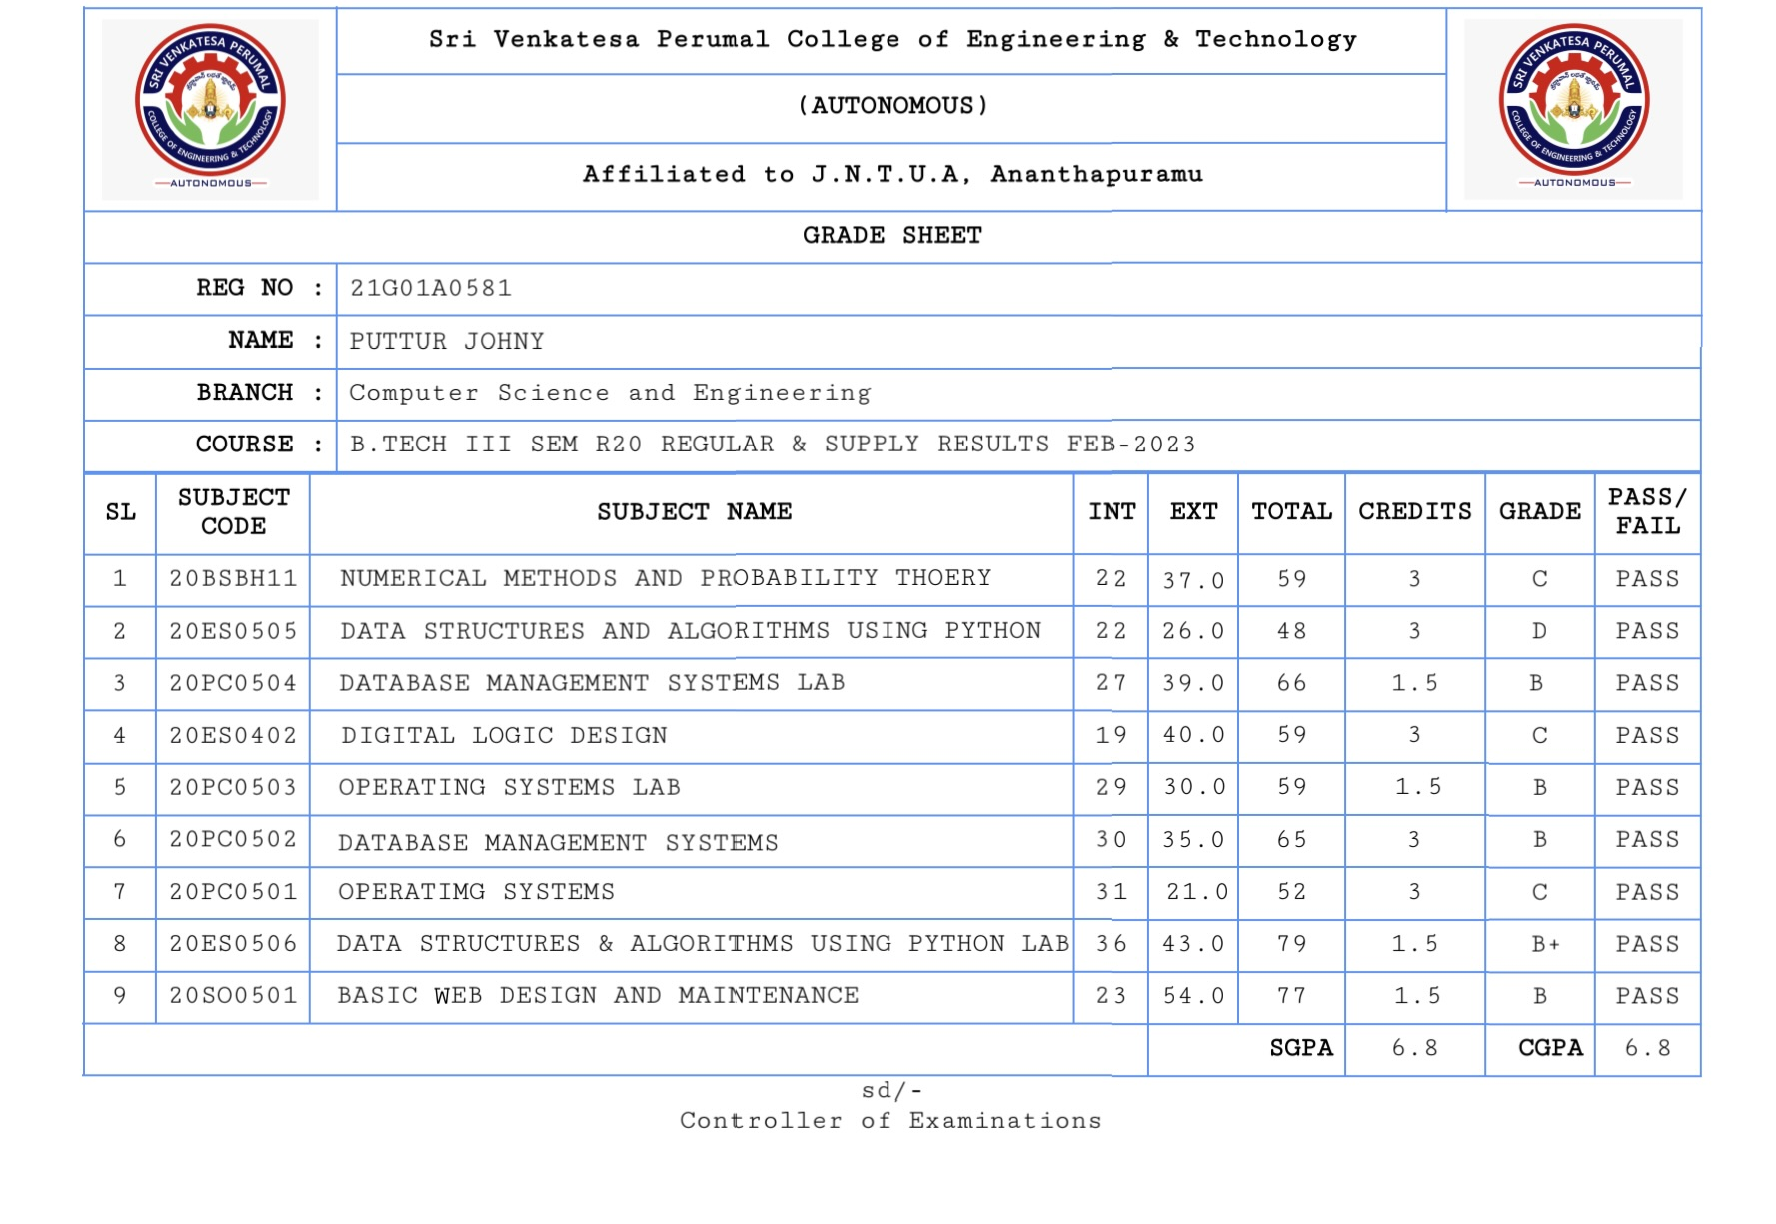 SRI VENKATESA PERUMAL
COLLEGE OF ENGINEERING & TECHNOLOGY
AUTONOMOUS
Sri Venkatesa Perumal College of Engineering & Technology
(AUTONOMOUS)
Affiliated to J.N.T.U.A, Ananthapuramu
SRI VENKATESA PERUMAL
COLLEGE OF ENGINEERING & TECHNOLOGY
AUTONOMOUS
GRADE SHEET
REG NO : 21G01A0581
NAME : PUTTUR JOHNY
BRANCH : Computer Science and Engineering
COURSE : B.TECH III SEM R20 REGULAR & SUPPLY RESULTS FEB-2023
SL SUBJECT CODE SUBJECT NAME INT EXT TOTAL CREDITS GRADE PASS/ FAIL
1 20BSBH11 NUMERICAL METHODS AND PROBABILITY THOERY 22 37.0 59 3 C PASS
2 20ES0505 DATA STRUCTURES AND ALGORITHMS USING PYTHON 22 26.0 48 3 D PASS
3 20PC0504 DATABASE MANAGEMENT SYSTEMS LAB 27 39.0 66 1.5 B PASS
4 20ES0402 DIGITAL LOGIC DESIGN 19 40.0 59 3 C PASS
5 20PC0503 OPERATING SYSTEMS LAB 29 30.0 59 1.5 B PASS
6 20PC0502 DATABASE MANAGEMENT SYSTEMS 30 35.0 65 3 B PASS
7 20PC0501 OPERATIMG SYSTEMS 31 21.0 52 3 C PASS
8 20ES0506 DATA STRUCTURES & ALGORITHMS USING PYTHON LAB 36 43.0 79 1.5 B+ PASS
9 20SO0501 BASIC WEB DESIGN AND MAINTENANCE 23 54.0 77 1.5 B PASS
SGPA 6.8 CGPA 6.8
sd/-
Controller of Examinations